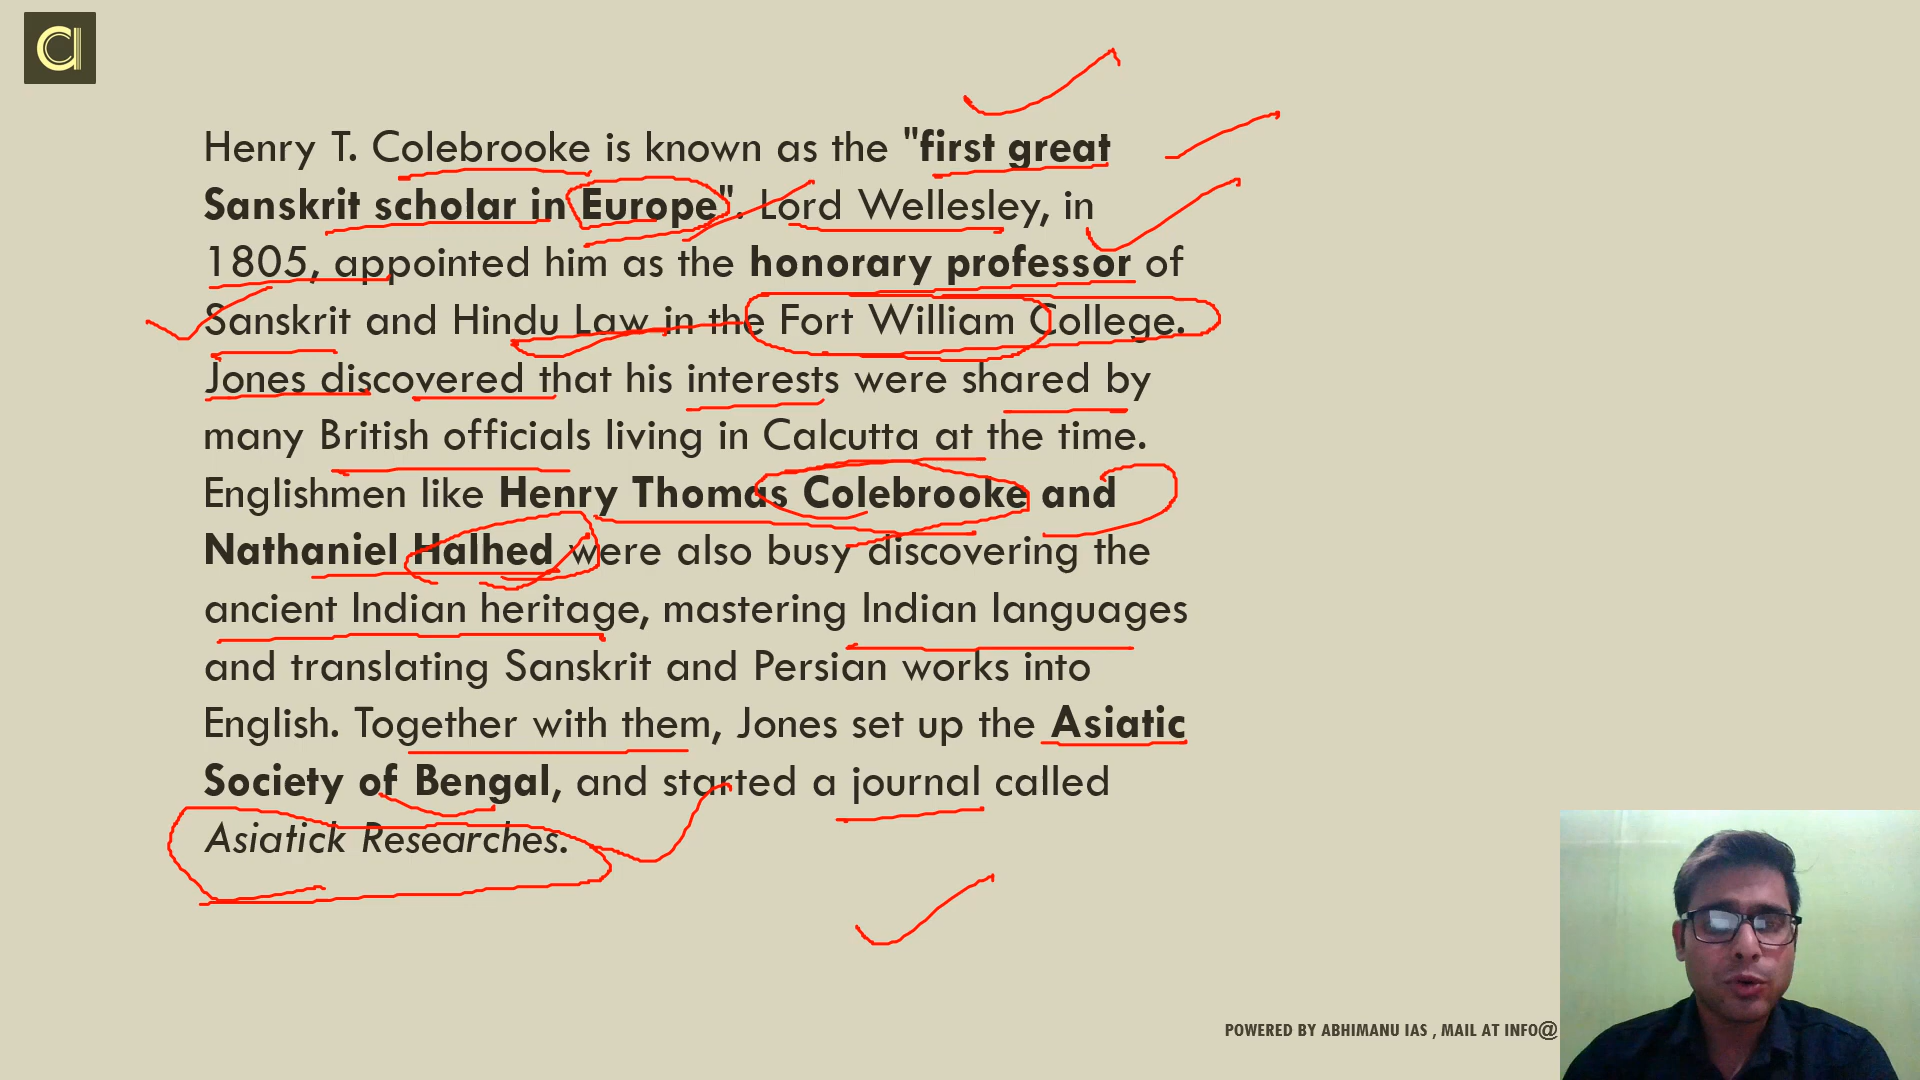 Henry T. Colebrooke is known as the "first great
Sanskrit scholar in Europe". Lord Wellesley, in
1805, appointed him as the honorary professor of
Sanskrit and Hindu Law in the Fort William College.
Jones discovered that his interests were shared by
many British officials living in Calcutta at the time.
Englishmen like Henry Thomas Colebrooke and
Nathaniel Halhed were also busy discovering the
ancient Indian heritage, mastering Indian languages
and translating Sanskrit and Persian works into
English. Together with them, Jones set up the Asiatic
Society of Bengal, and started a journal called
Asiatick Researches.
POWERED BY ABHIMANU IAS , MAIL AT INFO@